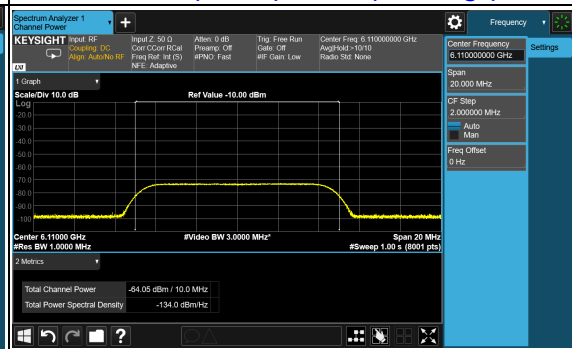 Spectrum Analyzer 1
Channel Power
+
Frequency
KEYSIGHT
Input: RF
Coupling: DC
Align: Auto/No RF
Input Z: 50 Ω
Corr CCorr RCal
Freq Ref: Int (S)
NFE: Adaptive
Atten: 0 dB
Preamp: Off
#PNO: Fast
Trig: Free Run
Gate: Off
#IF Gain: Low
Center Freq: 6.110000000 GHz
Avg|Hold:>10/10
Radio Std: None
LXI
Center Frequency
6.110000000 GHz
Settings
Span
20.000 MHz
CF Step
2.000000 MHz
Auto
Man
Freq Offset
0 Hz
1 Graph
Scale/Div 10.0 dB
Ref Value -10.00 dBm
Log
-20.0
-30.0
-40.0
-50.0
-60.0
-70.0
-80.0
-90.0
-100
Center 6.11000 GHz
#Video BW 3.0000 MHz*
Span 20 MHz
#Res BW 1.0000 MHz
#Sweep 1.00 s (8001 pts)
2 Metrics
Total Channel Power
-64.05 dBm / 10.0 MHz
Total Power Spectral Density
-134.0 dBm/Hz
?